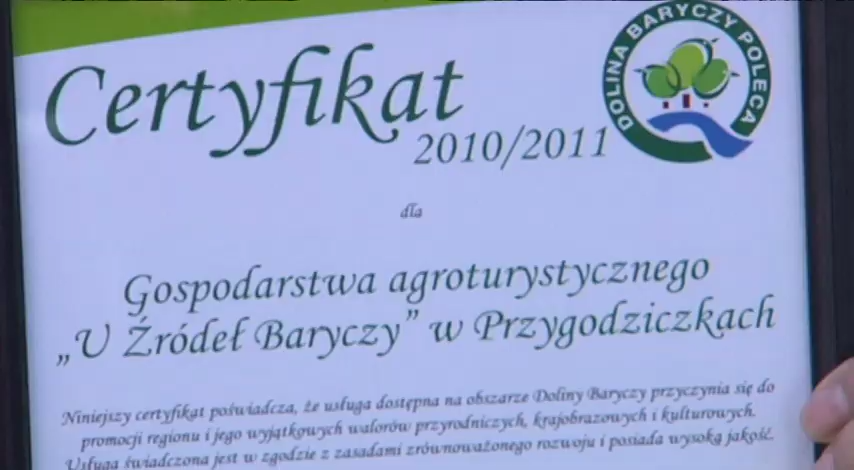 Certyfikat
2010/2011
DOLINA BARYCZY POLECA
dla
Gospodarstwa agroturystycznego
„U Źródeł Baryczy” w Przygodziczkach
Niniejszy certyfikat poświadcza, że usługa dostępna na obszarze Doliny Baryczy przyczynia się do
promocji regionu i jego wyjątkowych walorów przyrodniczych, krajobrazowych i kulturowych.
Usługa świadczona jest w zgodzie z zasadami zrównoważonego rozwoju i posiada wysoką jakość.